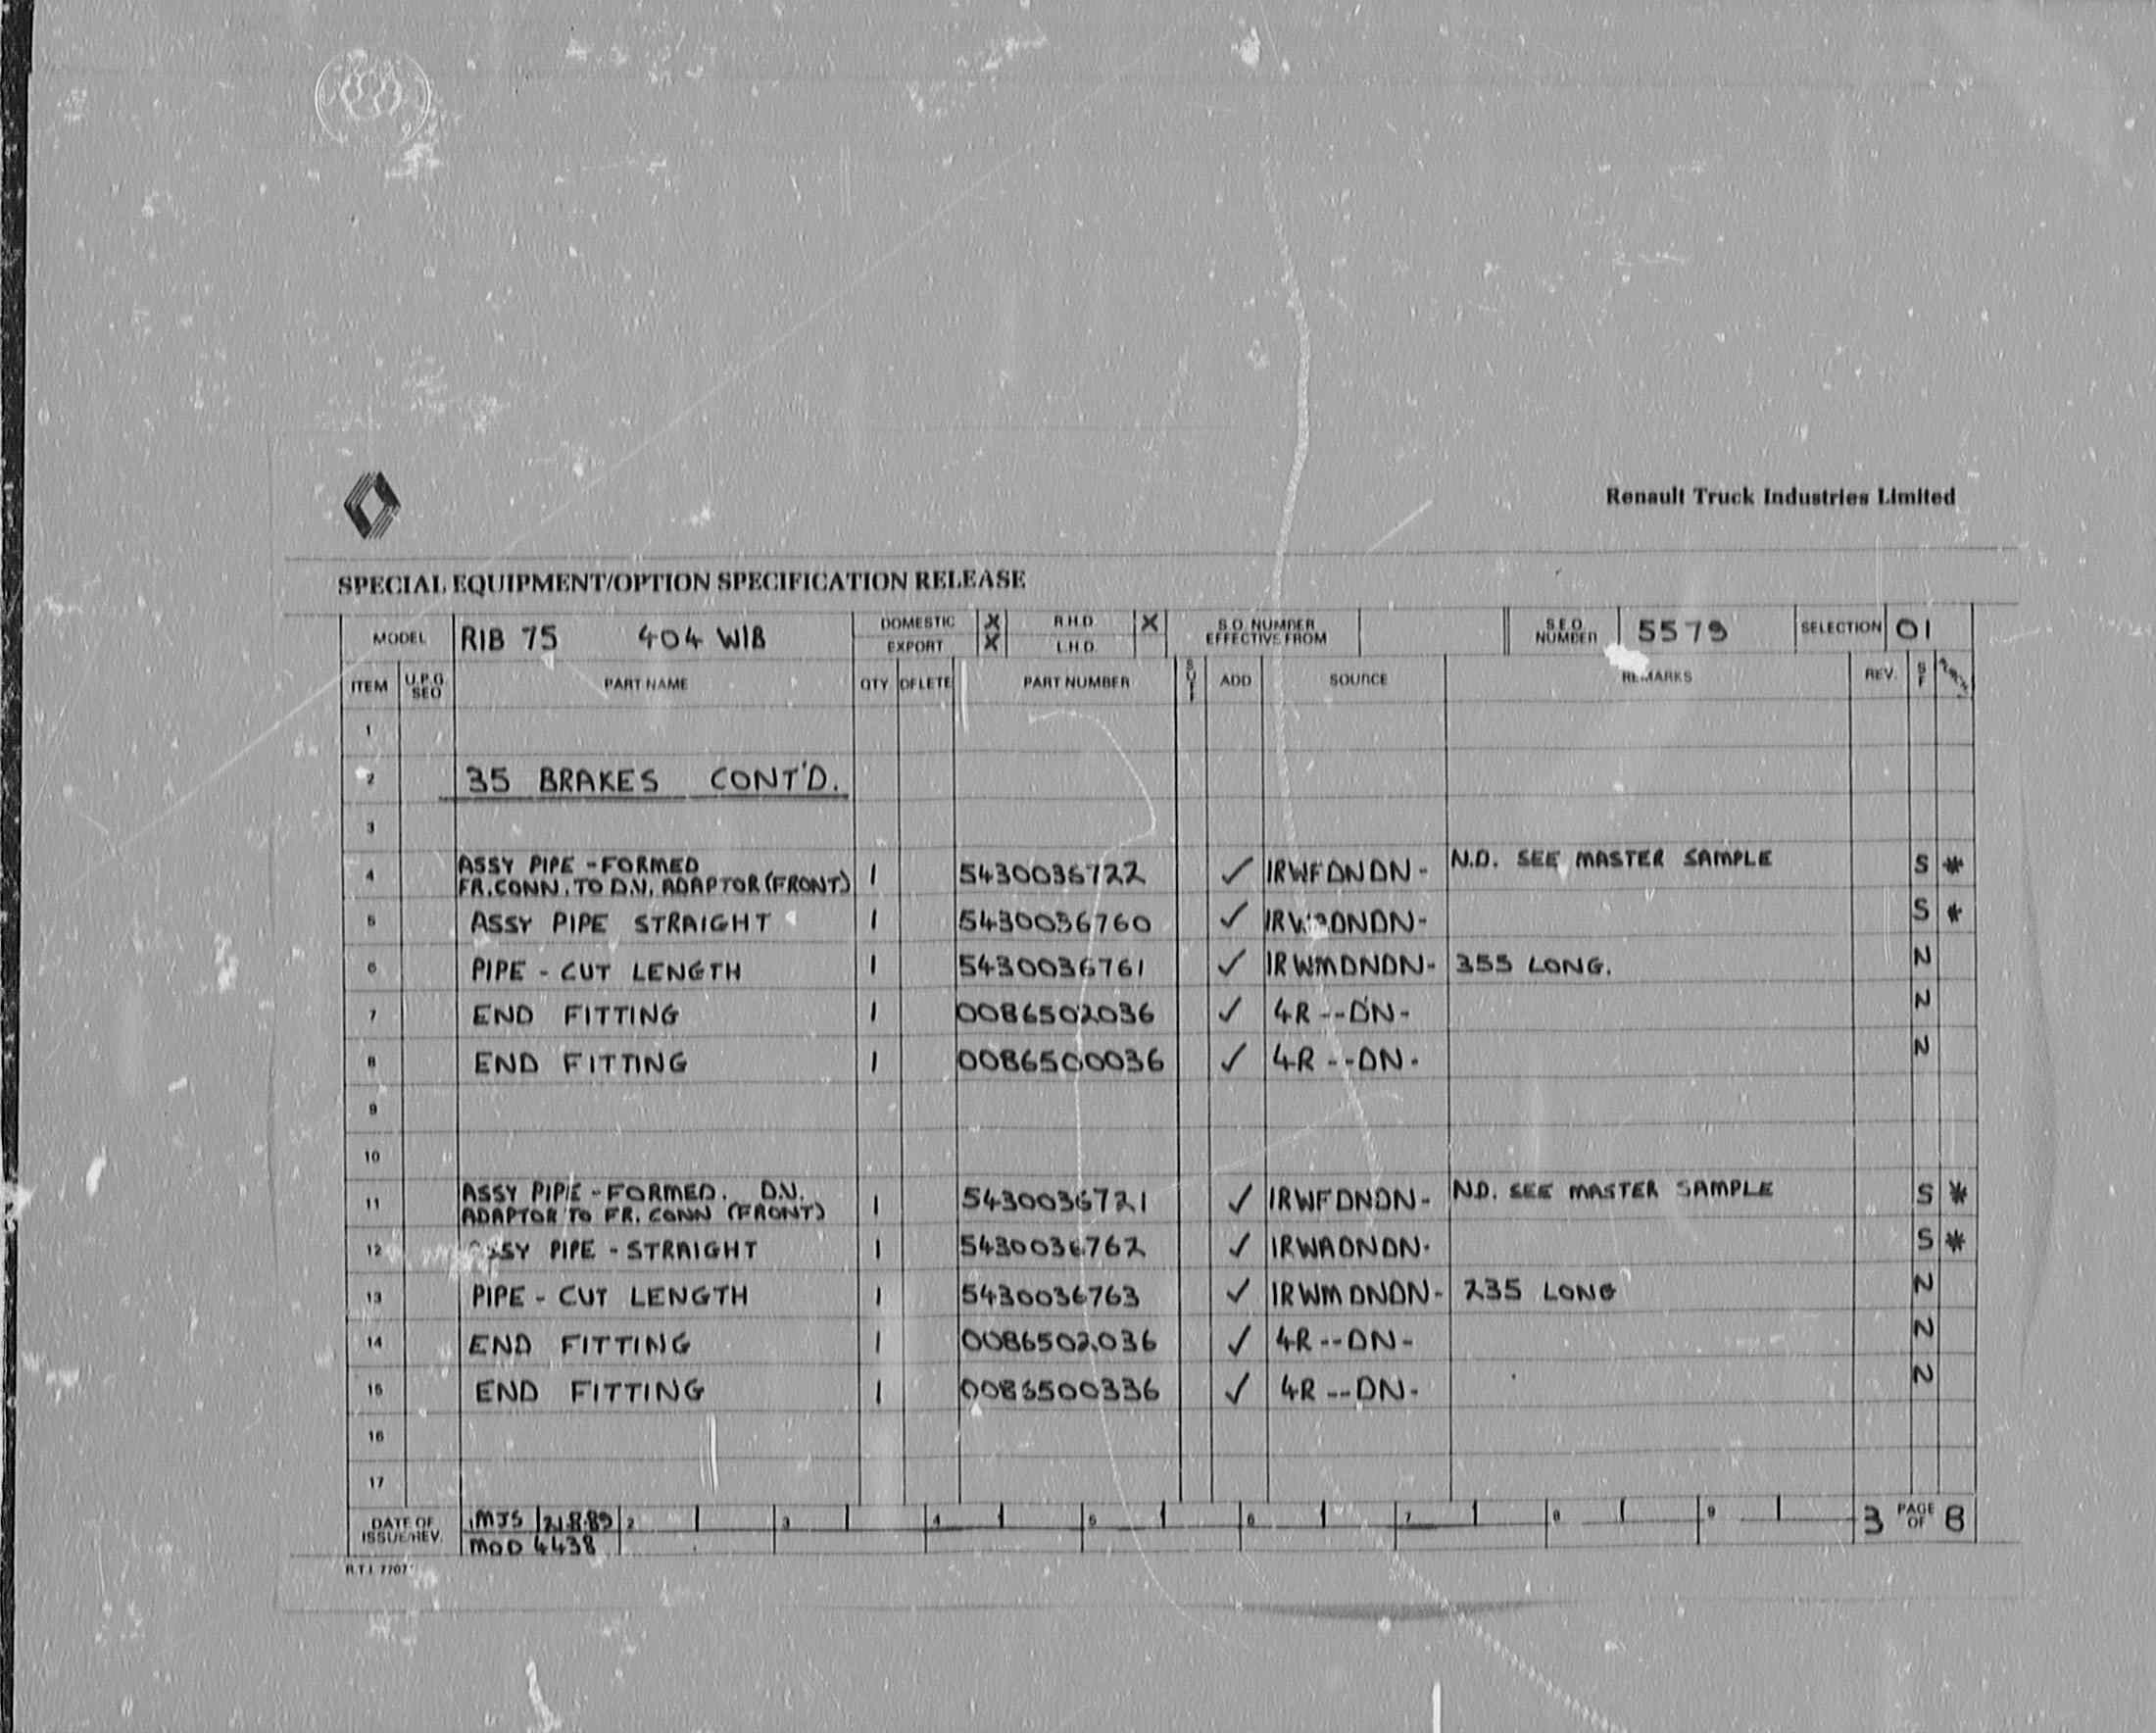 Renault Truck Industries Limited
SPECIAL EQUIPMENT/OPTION SPECIFICATION RELEASE
MODEL RIB 75 404 WIB DOMESTIC X EXPORT X R.H.D. X L.H.D. S.O. NUMBER EFFECTIVE FROM S.E.O. NUMBER 5579 SELECTION 01
ITEM U.P.G. SEO PART NAME QTY DELETE PART NUMBER ADD SOURCE REMARKS REV. S F
1
2 35 BRAKES CONT'D.
3
4 ASSY PIPE - FORMED
FR. CONN. TO D.V. ADAPTOR (FRONT) 1 5430036722 ✓ IRWFDNDN- N.D. SEE MASTER SAMPLE S *
5 ASSY PIPE STRAIGHT 1 5430036760 ✓ S *
6 PIPE - CUT LENGTH 1 5430036761 ✓ IRWMDNDN- 355 LONG. N
7 END FITTING 1 0086502036 ✓ 4R--DN- N
8 END FITTING 1 0086500036 ✓ 4R--DN- N
9
10
11 ASSY PIPE - FORMED. D.V.
ADAPTOR TO FR. CONN (FRONT) 1 5430036721 ✓ IRWFDNDN- N.D. SEE MASTER SAMPLE S *
12 ASSY PIPE - STRAIGHT 1 5430036762 ✓ IRWADNDN- S *
13 PIPE - CUT LENGTH 1 5430036763 ✓ IRWMDNDN- 235 LONG N
14 END FITTING 1 0086502036 ✓ 4R--DN- N
15 END FITTING 1 0086500336 ✓ 4R--DN- N
16
17
DATE OF ISSUE/REV. 1 MJS 21.8.89 2 3 4 5 6 7 8 9 3 PAGE OF 8
MOD 4438
R.T.I. 7707